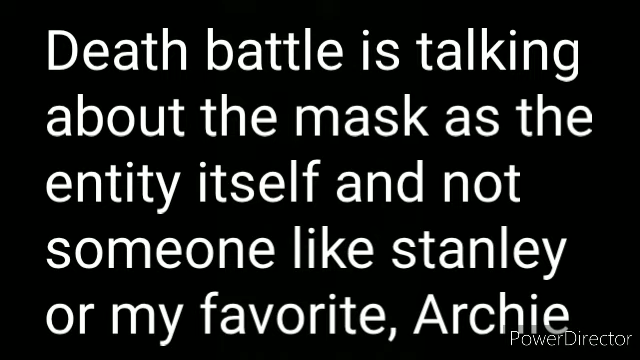 Death battle is talking
about the mask as the
entity itself and not
someone like stanley
or my favorite, Archie
PowerDirector